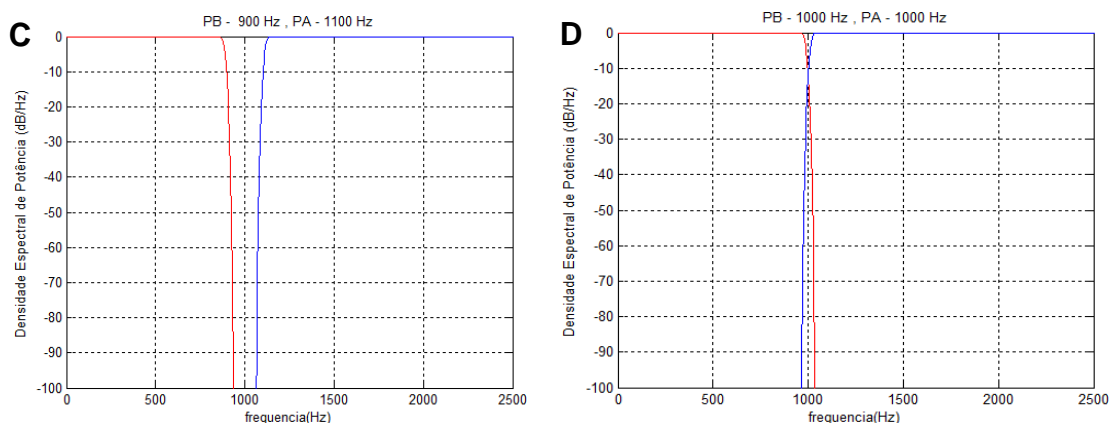 C
PB - 900 Hz , PA - 1100 Hz
Densidade Espectral de Potência (dB/Hz)
0
-10
-20
-30
-40
-50
-60
-70
-80
-90
-100
0 500 1000 1500 2000 2500
frequencia(Hz)
D
PB - 1000 Hz , PA - 1000 Hz
Densidade Espectral de Potência (dB/Hz)
0
-10
-20
-30
-40
-50
-60
-70
-80
-90
-100
0 500 1000 1500 2000 2500
frequencia(Hz)